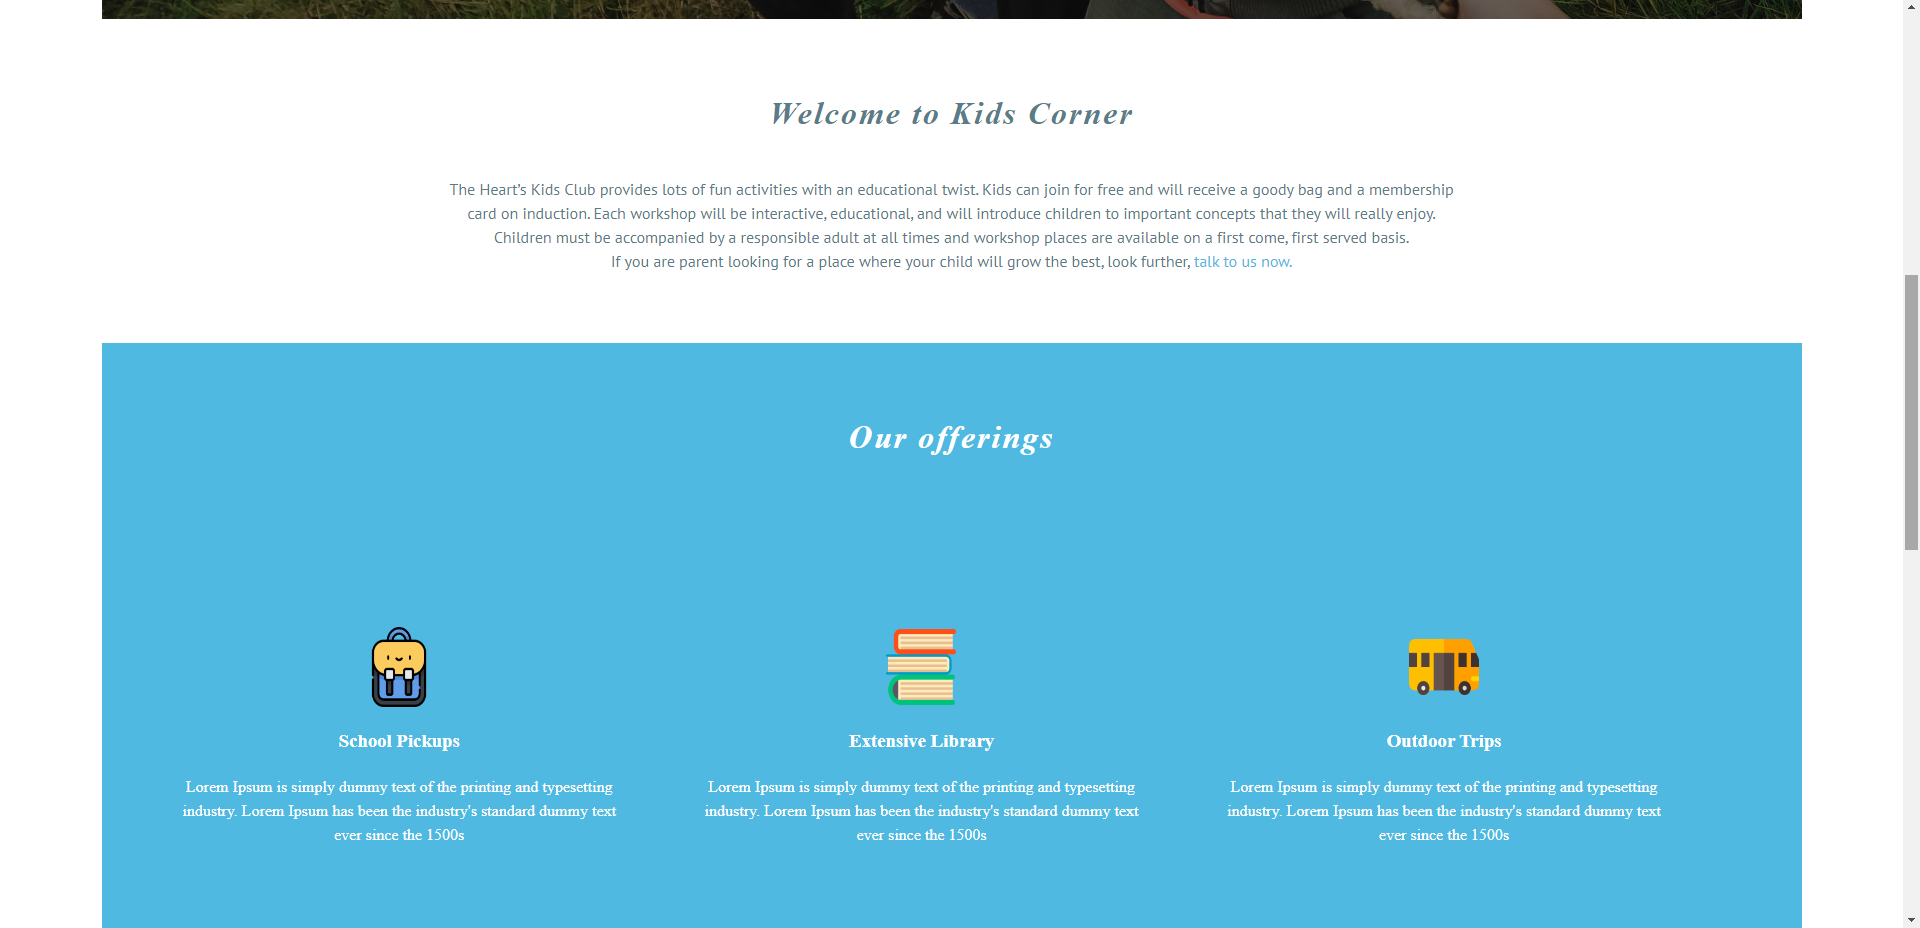 Welcome to Kids Corner
The Heart’s Kids Club provides lots of fun activities with an educational twist. Kids can join for free and will receive a goody bag and a membership
card on induction. Each workshop will be interactive, educational, and will introduce children to important concepts that they will really enjoy.
Children must be accompanied by a responsible adult at all times and workshop places are available on a first come, first served basis.
If you are parent looking for a place where your child will grow the best, look further, talk to us now.
Our offerings
School Pickups
Lorem Ipsum is simply dummy text of the printing and typesetting
industry. Lorem Ipsum has been the industry's standard dummy text
ever since the 1500s
Extensive Library
Lorem Ipsum is simply dummy text of the printing and typesetting
industry. Lorem Ipsum has been the industry's standard dummy text
ever since the 1500s
Outdoor Trips
Lorem Ipsum is simply dummy text of the printing and typesetting
industry. Lorem Ipsum has been the industry's standard dummy text
ever since the 1500s